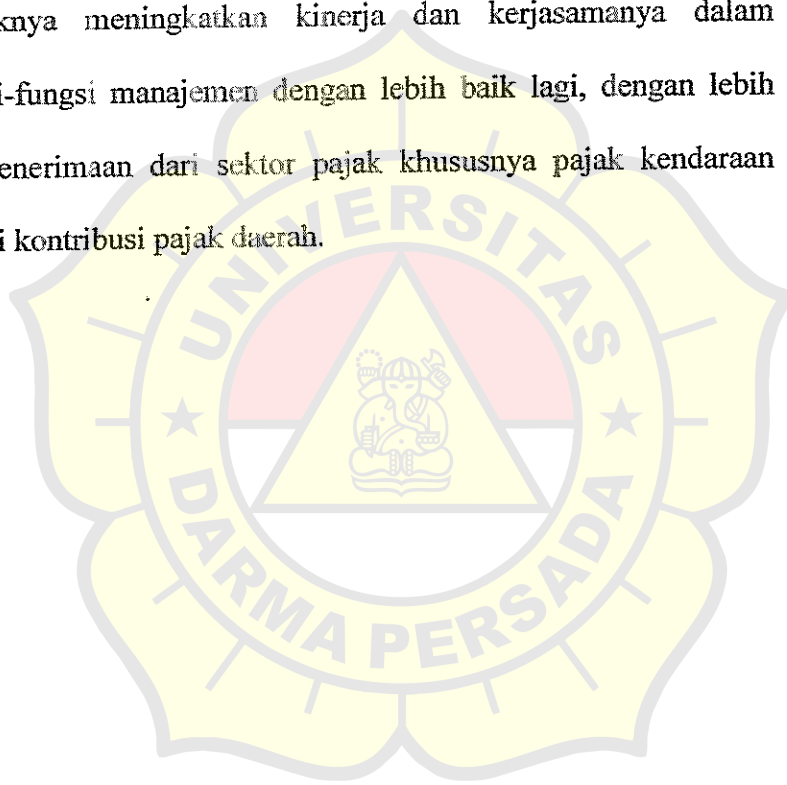 knya meningkatkan kinerja dan kerjasamanya dalam
i-fungsi manajemen dengan lebih baik lagi, dengan lebih
enerimaan dari sektor pajak khususnya pajak kendaraan
i kontribusi pajak daerah.
UNIVERSITAS
DARMA PERSADA